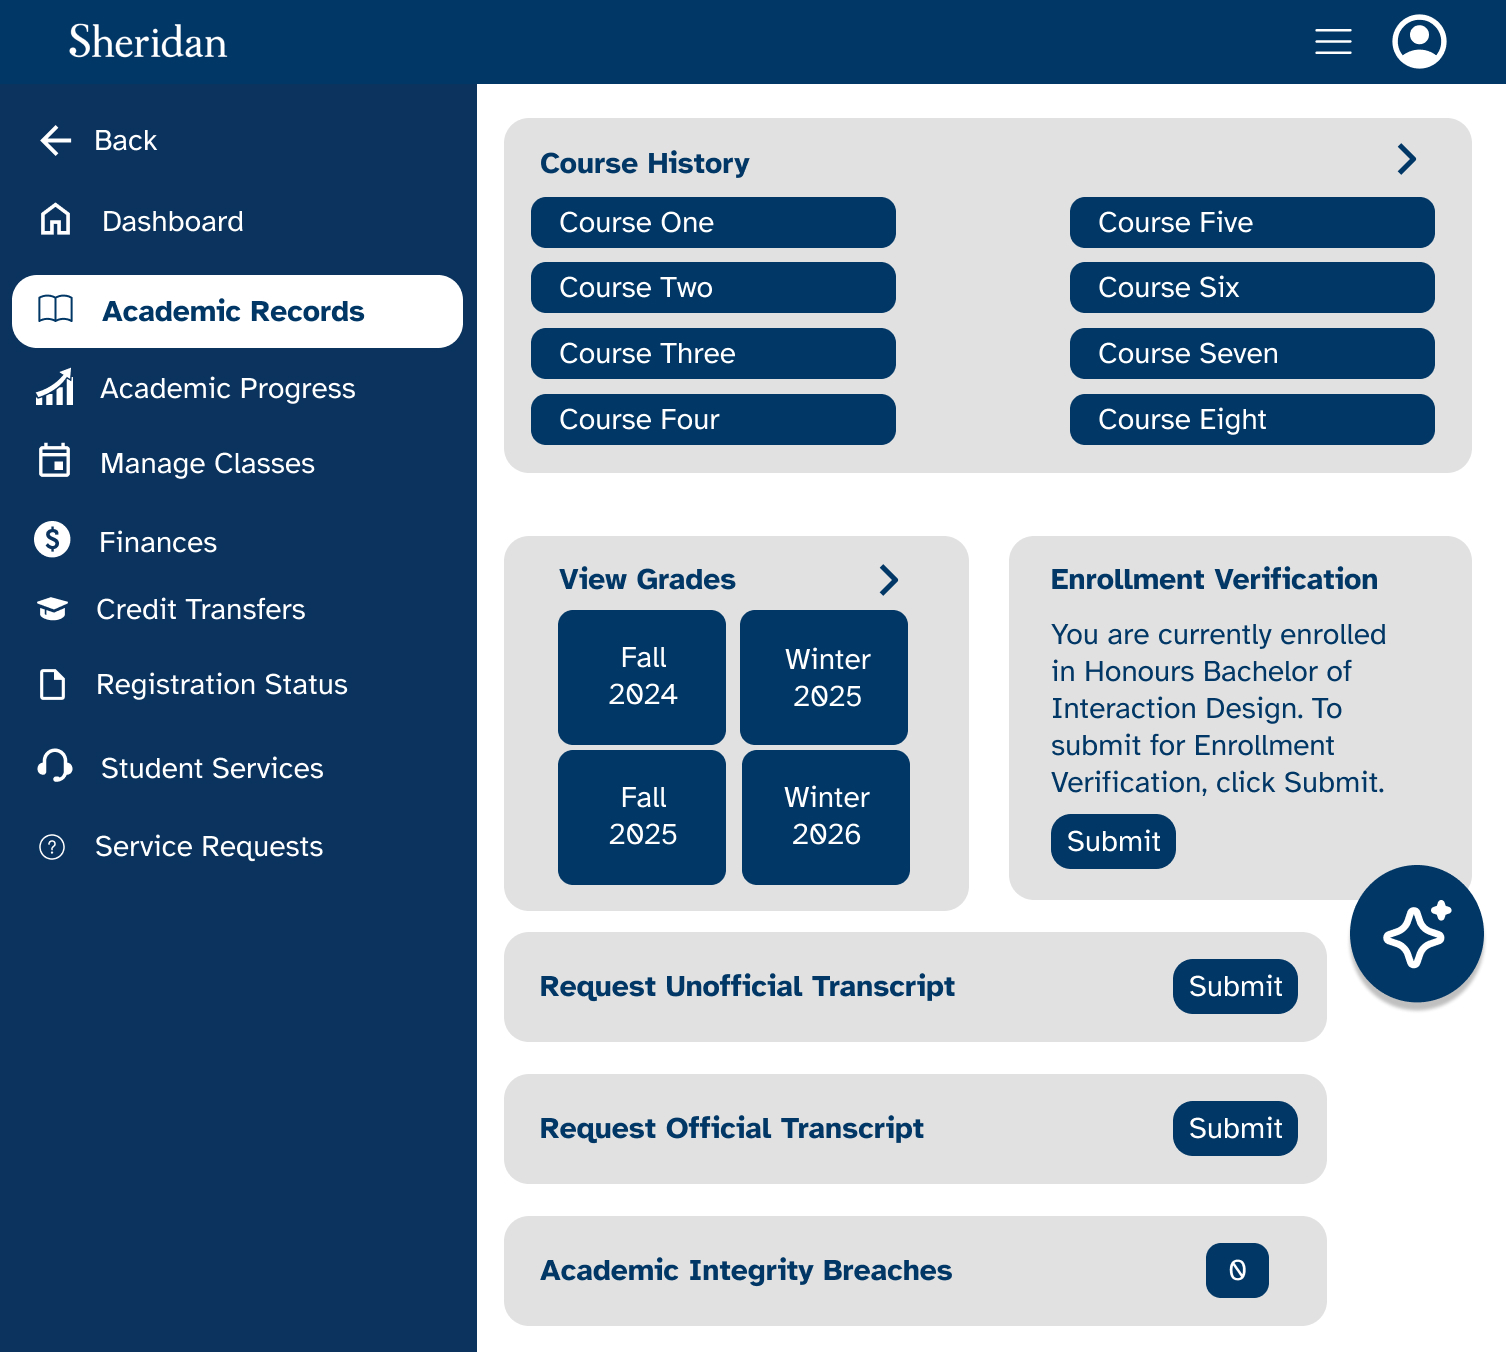 Sheridan
Back
Dashboard
Academic Records
Academic Progress
Manage Classes
Finances
Credit Transfers
Registration Status
Student Services
Service Requests
Course History
Course One
Course Two
Course Three
Course Four
Course Five
Course Six
Course Seven
Course Eight
View Grades
Fall
2024
Winter
2025
Fall
2025
Winter
2026
Enrollment Verification
You are currently enrolled
in Honours Bachelor of
Interaction Design. To
submit for Enrollment
Verification, click Submit.
Submit
Request Unofficial Transcript
Submit
Request Official Transcript
Submit
Academic Integrity Breaches
0